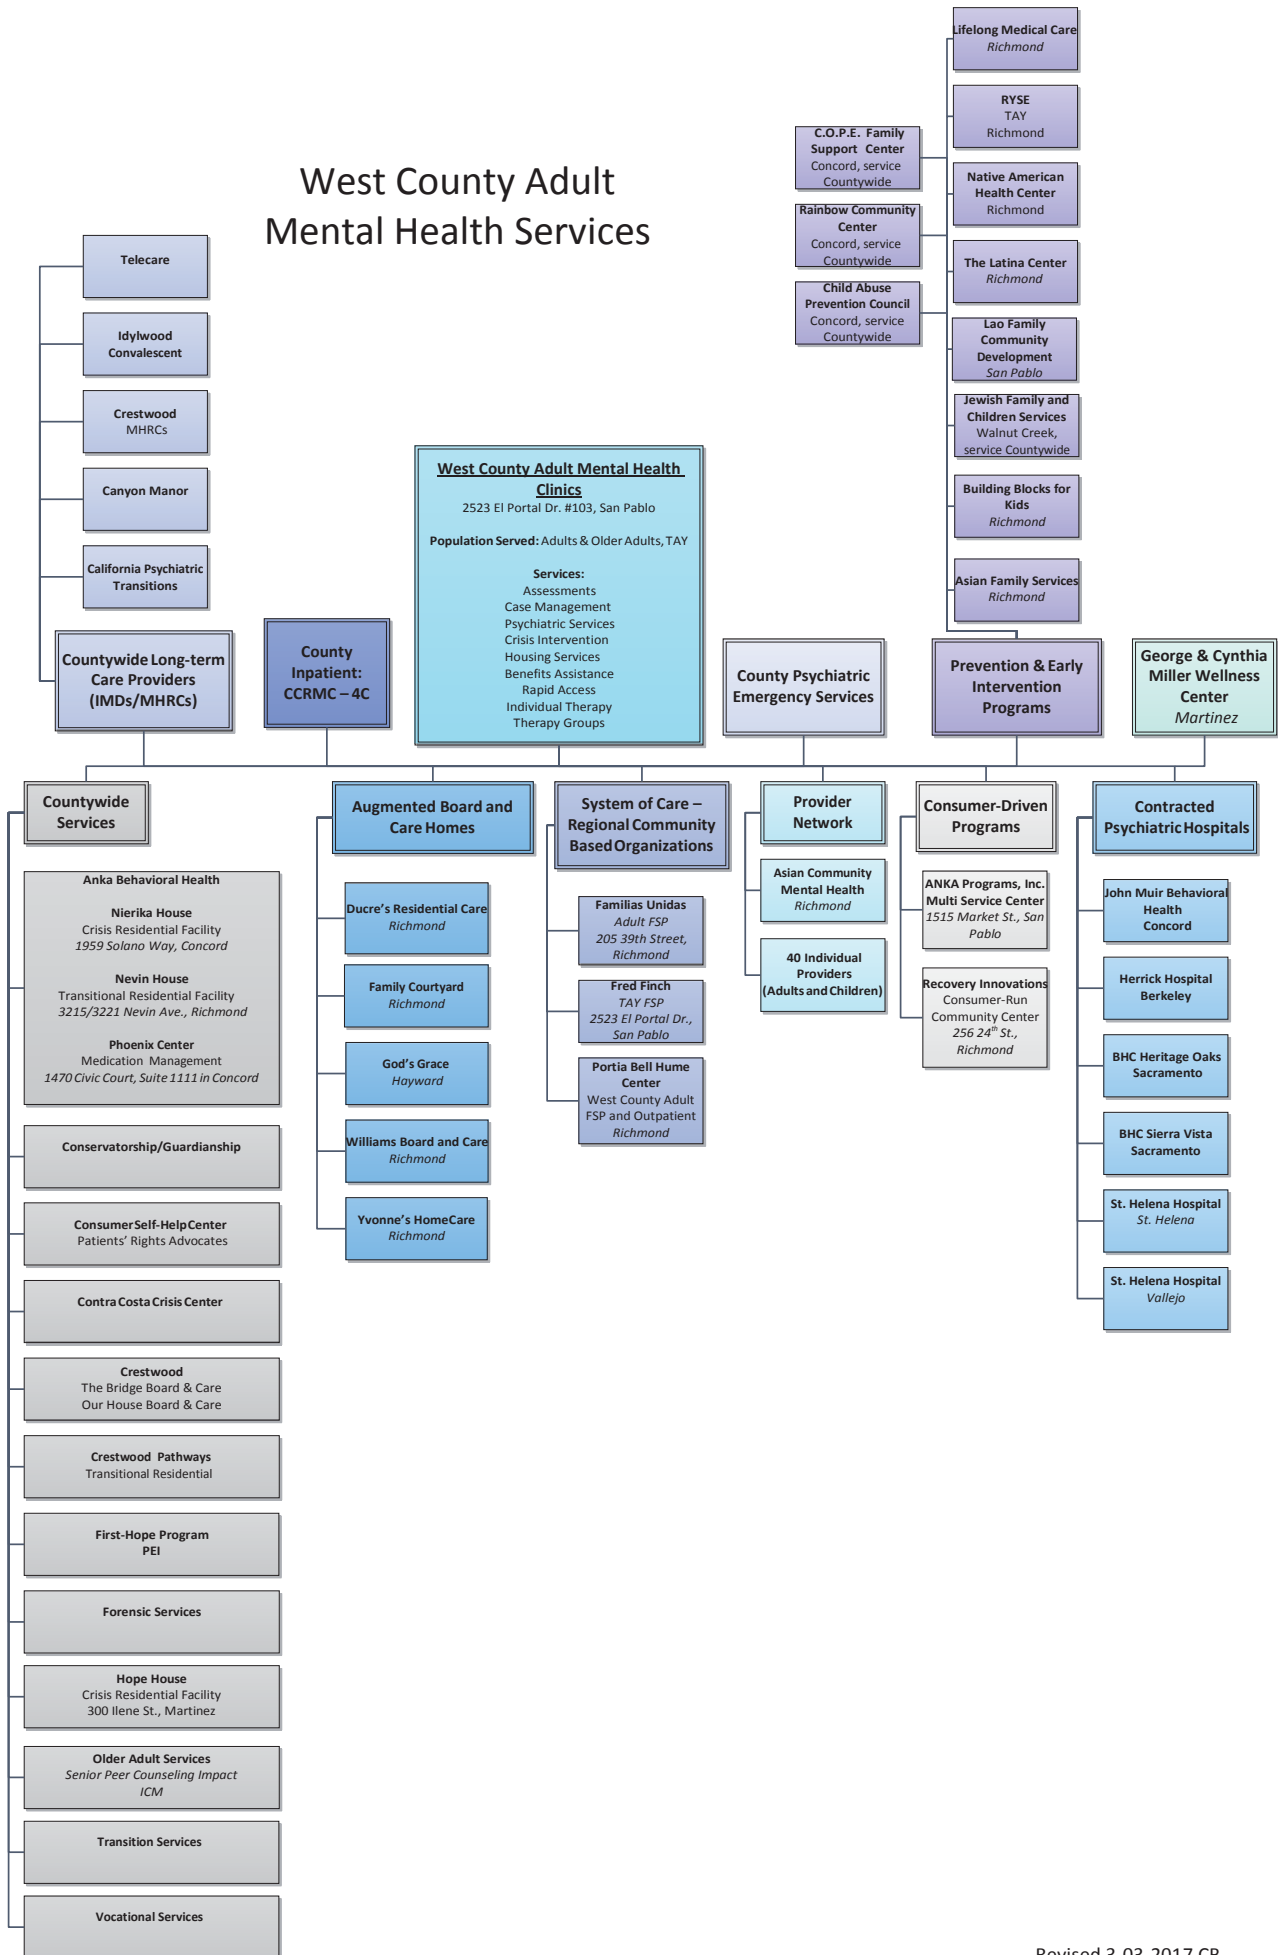 West County Adult
Mental Health Services
Telecare
Idylwood
Convalescent
Crestwood
MHRCs
Canyon Manor
California Psychiatric
Transitions
Countywide Long-term
Care Providers
(IMDs/MHRCs)
County
Inpatient:
CCRMC – 4C
West County Adult Mental Health
Clinics
2523 El Portal Dr. #103, San Pablo
Population Served: Adults & Older Adults, TAY
Services:
Assessments
Case Management
Psychiatric Services
Crisis Intervention
Housing Services
Benefits Assistance
Rapid Access
Individual Therapy
Therapy Groups
County Psychiatric
Emergency Services
C.O.P.E. Family
Support Center
Concord, service
Countywide
Rainbow Community
Center
Concord, service
Countywide
Child Abuse
Prevention Council
Concord, service
Countywide
Lifelong Medical Care
Richmond
RYSE
TAY
Richmond
Native American
Health Center
Richmond
The Latina Center
Richmond
Lao Family
Community
Development
San Pablo
Jewish Family and
Children Services
Walnut Creek,
service Countywide
Building Blocks for
Kids
Richmond
Asian Family Services
Richmond
Prevention & Early
Intervention
Programs
George & Cynthia
Miller Wellness
Center
Martinez
Countywide
Services
Anka Behavioral Health
Nierika House
Crisis Residential Facility
1959 Solano Way, Concord
Nevin House
Transitional Residential Facility
3215/3221 Nevin Ave., Richmond
Phoenix Center
Medication Management
1470 Civic Court, Suite 1111 in Concord
Conservatorship/Guardianship
Consumer Self-Help Center
Patients’ Rights Advocates
Contra Costa Crisis Center
Crestwood
The Bridge Board & Care
Our House Board & Care
Crestwood Pathways
Transitional Residential
First-Hope Program
PEI
Forensic Services
Hope House
Crisis Residential Facility
300 Ilene St., Martinez
Older Adult Services
Senior Peer Counseling Impact
ICM
Transition Services
Vocational Services
Augmented Board and
Care Homes
Ducre’s Residential Care
Richmond
Family Courtyard
Richmond
God’s Grace
Hayward
Williams Board and Care
Richmond
Yvonne’s HomeCare
Richmond
System of Care –
Regional Community
Based Organizations
Familias Unidas
Adult FSP
205 39th Street,
Richmond
Fred Finch
TAY FSP
2523 El Portal Dr.,
San Pablo
Portia Bell Hume
Center
West County Adult
FSP and Outpatient
Richmond
Provider
Network
Asian Community
Mental Health
Richmond
40 Individual
Providers
(Adults and Children)
Consumer-Driven
Programs
ANKA Programs, Inc.
Multi Service Center
1515 Market St., San
Pablo
Recovery Innovations
Consumer-Run
Community Center
256 24th St.,
Richmond
Contracted
Psychiatric Hospitals
John Muir Behavioral
Health
Concord
Herrick Hospital
Berkeley
BHC Heritage Oaks
Sacramento
BHC Sierra Vista
Sacramento
St. Helena Hospital
St. Helena
St. Helena Hospital
Vallejo
Revised 3-03-2017 CB